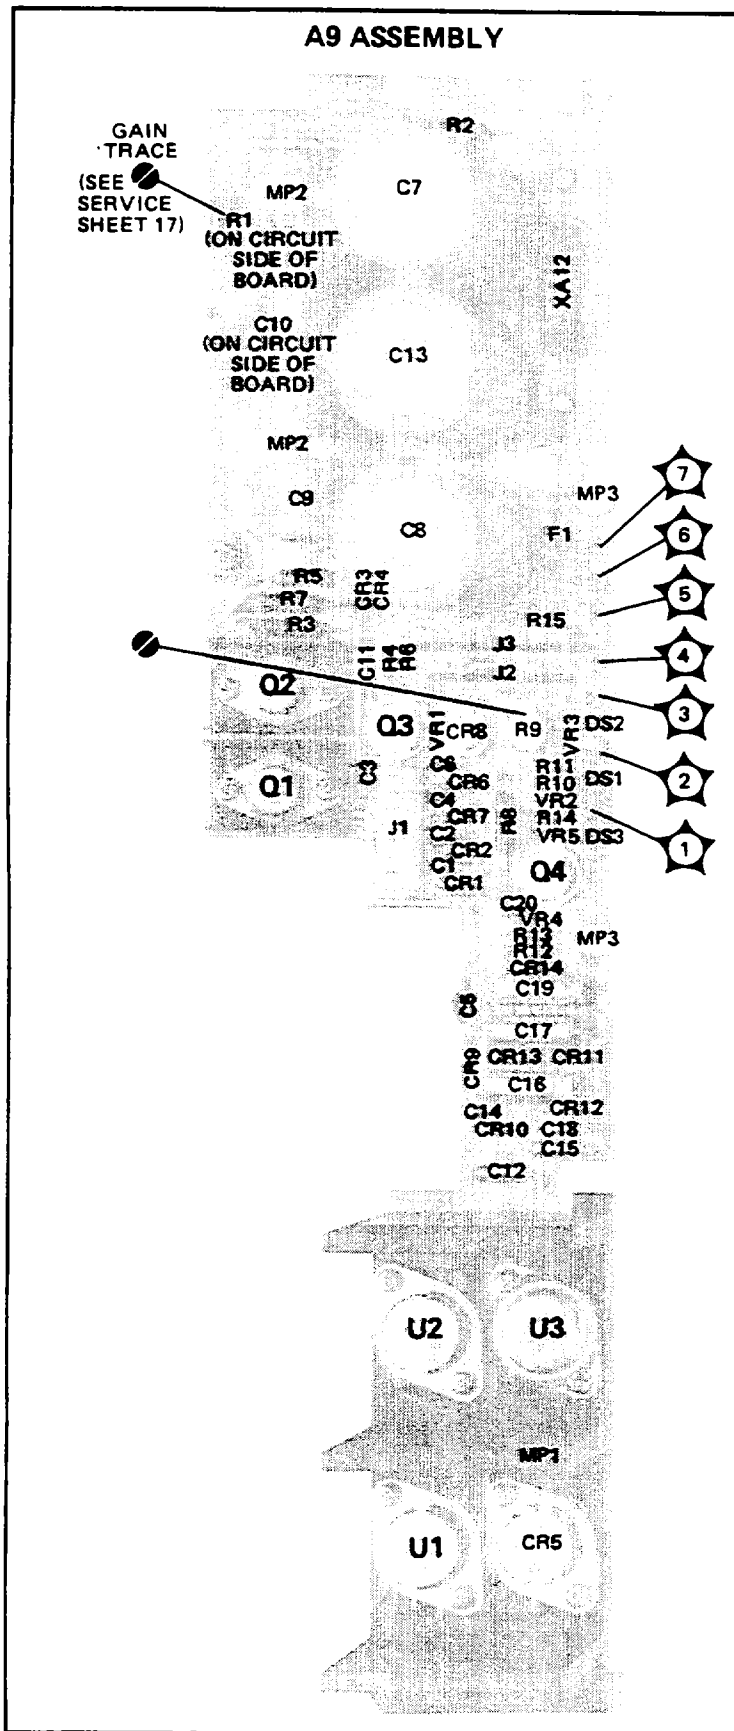 A9 ASSEMBLY
R2
GAIN
TRACE
(SEE
SERVICE
SHEET 17)
MP2
C7
R1
(ON CIRCUIT
SIDE OF
BOARD)
XA12
C10
(ON CIRCUIT
SIDE OF
BOARD)
C13
MP2
C9
MP3
7
C8
F1
6
R5
CR3
CR4
R7
5
R3
R15
J3
C11
R4
R6
J2
4
Q2
3
Q3
VR1
CR8
R9
VR3
DS2
C3
C6
R11
2
Q1
CR6
R10
DS1
C4
VR2
J1
CR7
R8
R14
C2
VR5
DS3
1
CR2
C1
Q4
CR1
C20
VR4
R13
MP3
R12
CR14
C19
C5
C17
CR9
CR13
CR11
C16
C14
CR12
CR10
C18
C15
C12
U2
U3
MP1
U1
CR5